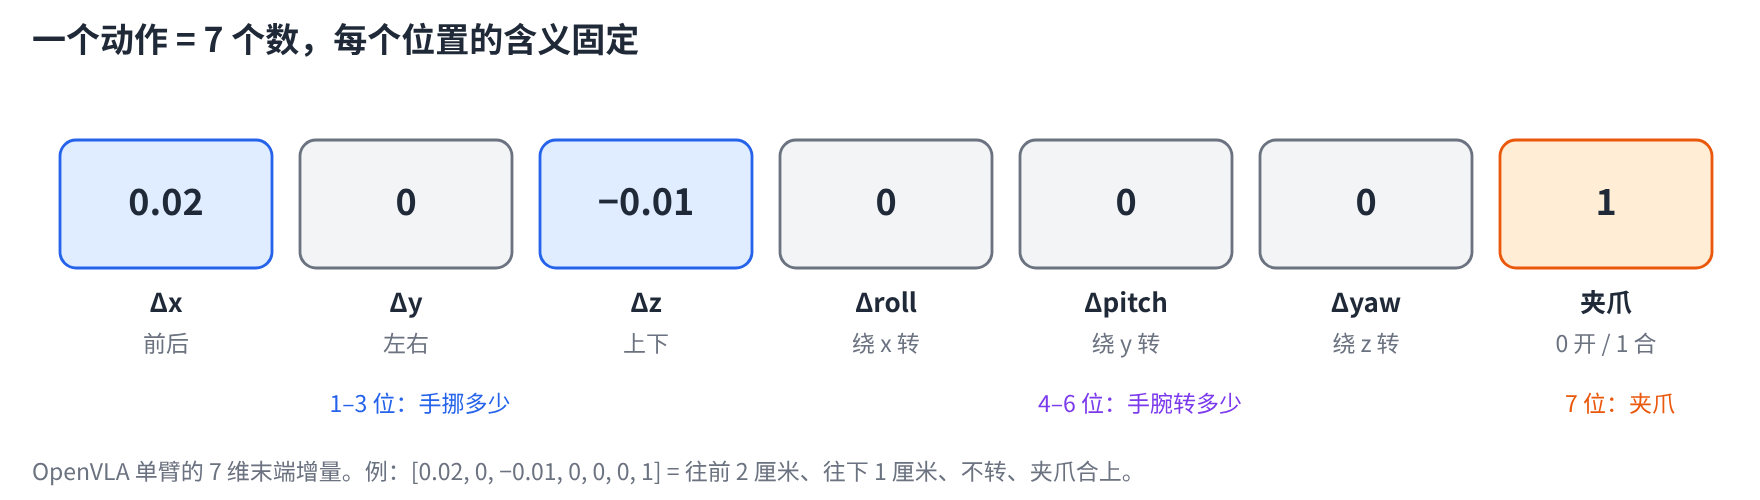 一个动作 = 7 个数，每个位置的含义固定
0.02 0 −0.01 0 0 0 1
Δx Δy Δz Δroll Δpitch Δyaw 夹爪
前后 左右 上下 绕 x 转 绕 y 转 绕 z 转 0 开 / 1 合
1–3 位：手挪多少 4–6 位：手腕转多少 7 位：夹爪
OpenVLA 单臂的 7 维末端增量。例：[0.02, 0, −0.01, 0, 0, 0, 1] = 往前 2 厘米、往下 1 厘米、不转、夹爪合上。